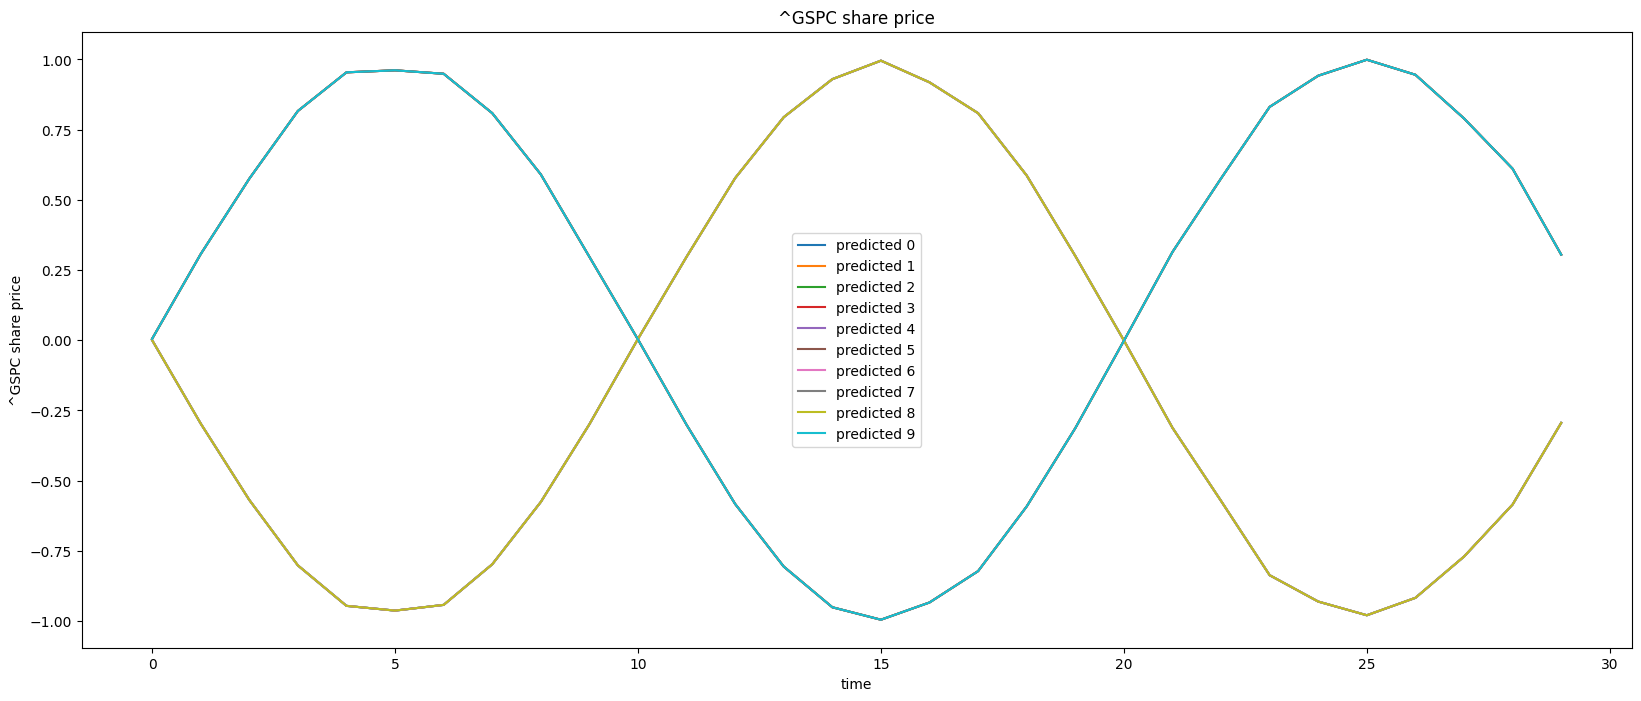 ^GSPC share price
^GSPC share price
1.00
0.75
0.50
0.25
0.00
−0.25
−0.50
−0.75
−1.00
predicted 0
predicted 1
predicted 2
predicted 3
predicted 4
predicted 5
predicted 6
predicted 7
predicted 8
predicted 9
0 5 10 15 20 25 30
time